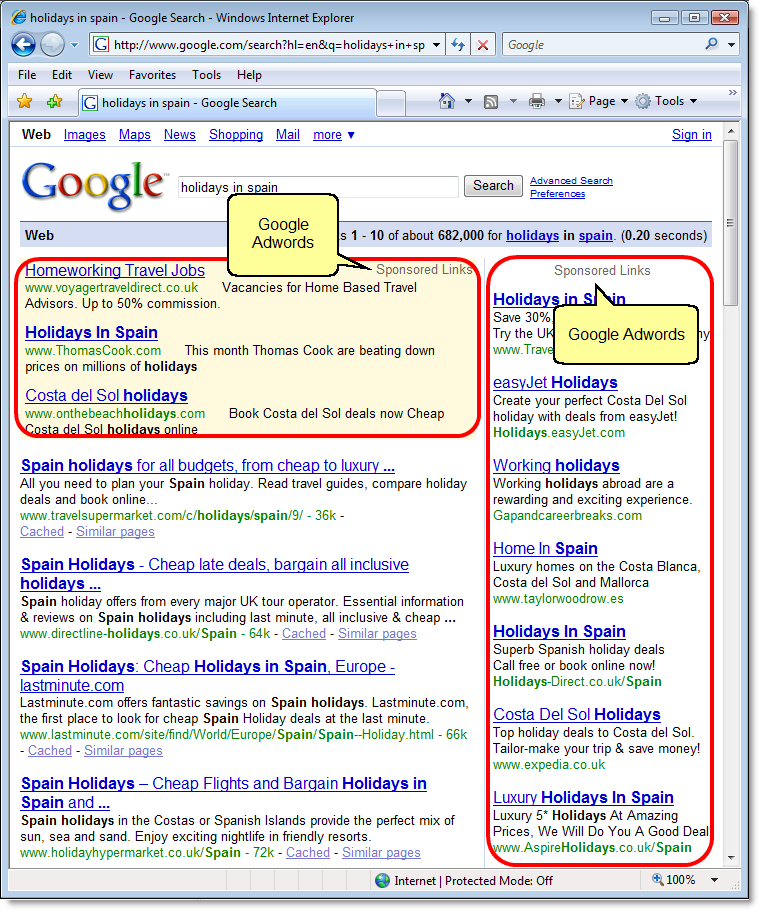 holidays in spain - Google Search - Windows Internet Explorer
http://www.google.com/search?hl=en&q=holidays+in+sp
Google
File Edit View Favorites Tools Help
holidays in spain - Google Search
Page Tools
Web Images Maps News Shopping Mail more ▼
Sign in
Google™
holidays in spain
Search
Advanced Search
Preferences
Web
s 1 - 10 of about 682,000 for holidays in spain. (0.20 seconds)
Google
Adwords
Homeworking Travel Jobs
Sponsored Links
www.voyagertraveldirect.co.uk Vacancies for Home Based Travel
Advisors. Up to 50% commission.
Holidays In Spain
www.ThomasCook.com This month Thomas Cook are beating down
prices on millions of holidays
Costa del Sol holidays
www.onthebeachholidays.com Book Costa del Sol deals now Cheap
Costa del Sol holidays online
Spain holidays for all budgets, from cheap to luxury ...
All you need to plan your Spain holiday. Read travel guides, compare holiday
deals and book online...
www.travelsupermarket.com/c/holidays/spain/9/ - 36k -
Cached - Similar pages
Spain Holidays - Cheap late deals, bargain all inclusive
holidays ...
Spain holiday offers from every major UK tour operator. Essential information
& reviews on Spain holidays including last minute, all inclusive & cheap ...
www.directline-holidays.co.uk/Spain - 64k - Cached - Similar pages
Spain Holidays: Cheap Holidays in Spain, Europe -
lastminute.com
Lastminute.com offers fantastic savings on Spain holidays. Lastminute.com,
the first place to look for cheap Spain Holiday deals at the last minute.
www.lastminute.com/site/find/World/Europe/Spain/Spain--Holiday.html - 66k
- Cached - Similar pages
Spain Holidays – Cheap Flights and Bargain Holidays in
Spain and ...
Spain holidays in the Costas or Spanish Islands provide the perfect mix of
sun, sea and sand. Enjoy exciting nightlife in friendly resorts.
www.holidayhypermarket.co.uk/Spain - 72k - Cached - Similar pages
Sponsored Links
Holidays in Spain
Save 30%
Try the UK
www.Trave
Google Adwords
easyJet Holidays
Create your perfect Costa Del Sol
holiday with deals from easyJet!
Holidays.easyJet.com
Working holidays
Working holidays abroad are a
rewarding and exciting experience.
Gapandcareerbreaks.com
Home In Spain
Luxury homes on the Costa Blanca,
Costa del Sol and Mallorca
www.taylorwoodrow.es
Holidays In Spain
Superb Spanish holiday deals
Call free or book online now!
Holidays-Direct.co.uk/Spain
Costa Del Sol Holidays
Top holiday deals to Costa del Sol.
Tailor-make your trip & save money!
www.expedia.co.uk
Luxury Holidays In Spain
Luxury 5* Holidays At Amazing
Prices, We Will Do You A Good Deal
www.AspireHolidays.co.uk/Spain
Internet | Protected Mode: Off
100%